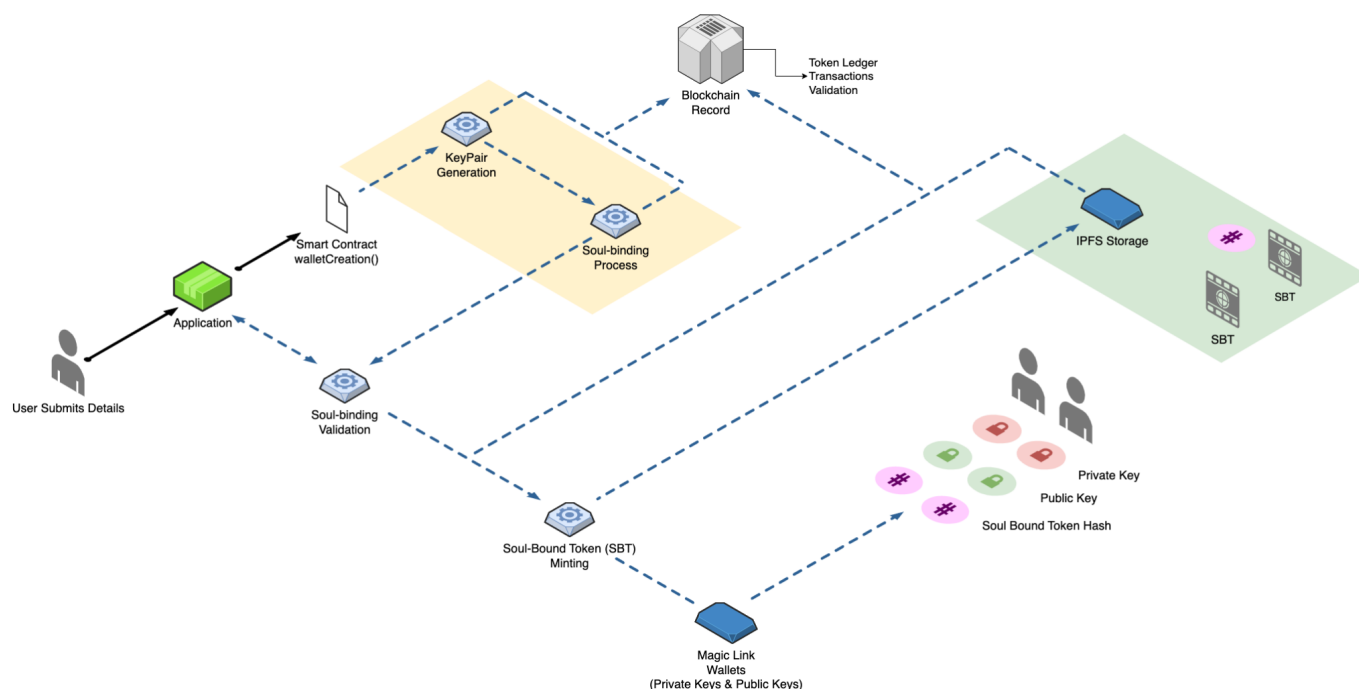 Blockchain
Record
Token Ledger
Transactions
Validation
KeyPair
Generation
Smart Contract
walletCreation()
Soul-binding
Process
IPFS Storage
SBT
SBT
Application
User Submits Details
Soul-binding
Validation
Private Key
Public Key
Soul Bound Token Hash
Soul-Bound Token (SBT)
Minting
Magic Link
Wallets
(Private Keys & Public Keys)